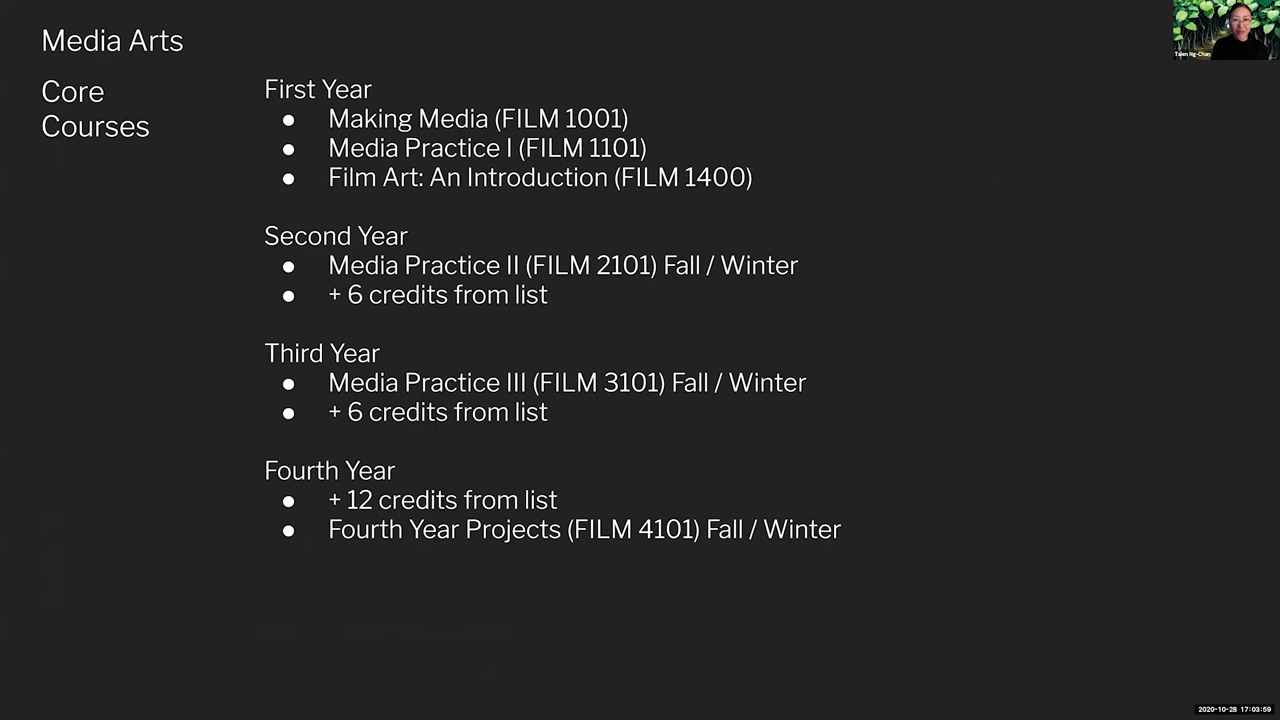 Media Arts
Core
Courses
First Year
● Making Media (FILM 1001)
● Media Practice I (FILM 1101)
● Film Art: An Introduction (FILM 1400)
Second Year
● Media Practice II (FILM 2101) Fall / Winter
● + 6 credits from list
Third Year
● Media Practice III (FILM 3101) Fall / Winter
● + 6 credits from list
Fourth Year
● + 12 credits from list
● Fourth Year Projects (FILM 4101) Fall / Winter
Taien Ng-Chan
2020-10-28 17:03:59